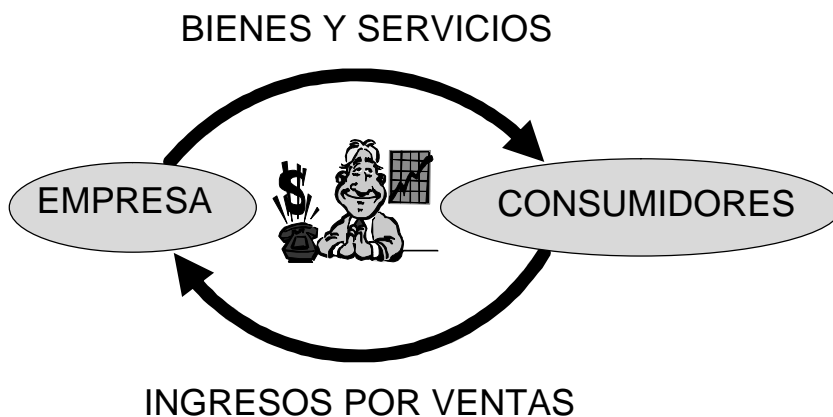 BIENES Y SERVICIOS
$
EMPRESA
CONSUMIDORES
INGRESOS POR VENTAS